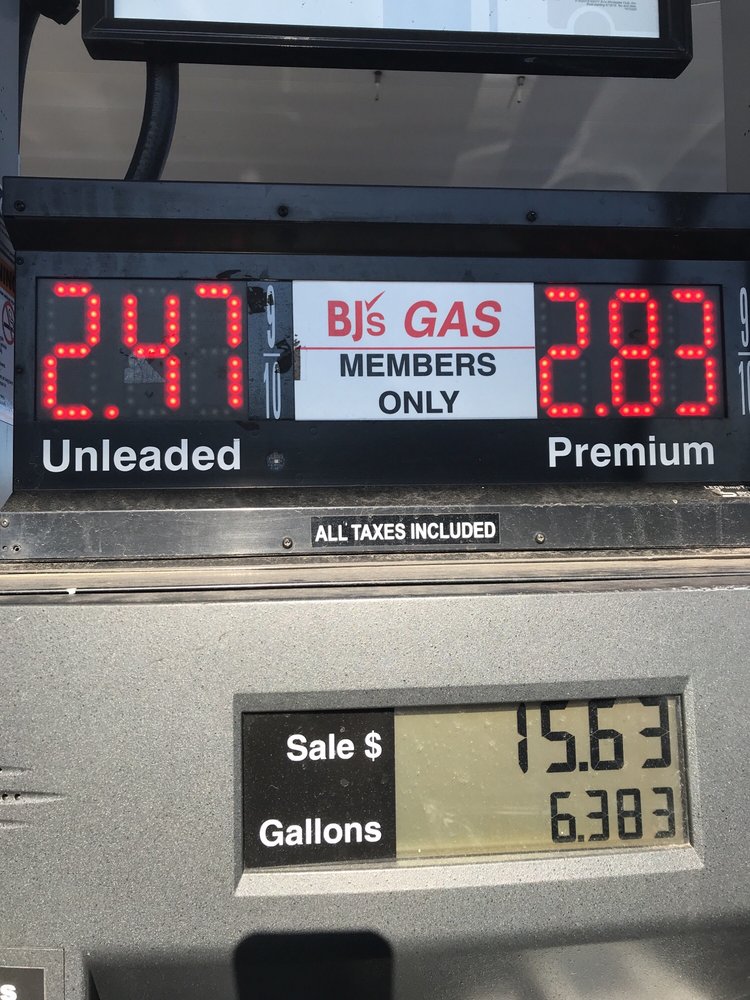 2.47 9/10
BJ's GAS
MEMBERS
ONLY
2.83 9/10
Unleaded
Premium
ALL TAXES INCLUDED
Sale $ 15.63
Gallons 6.383